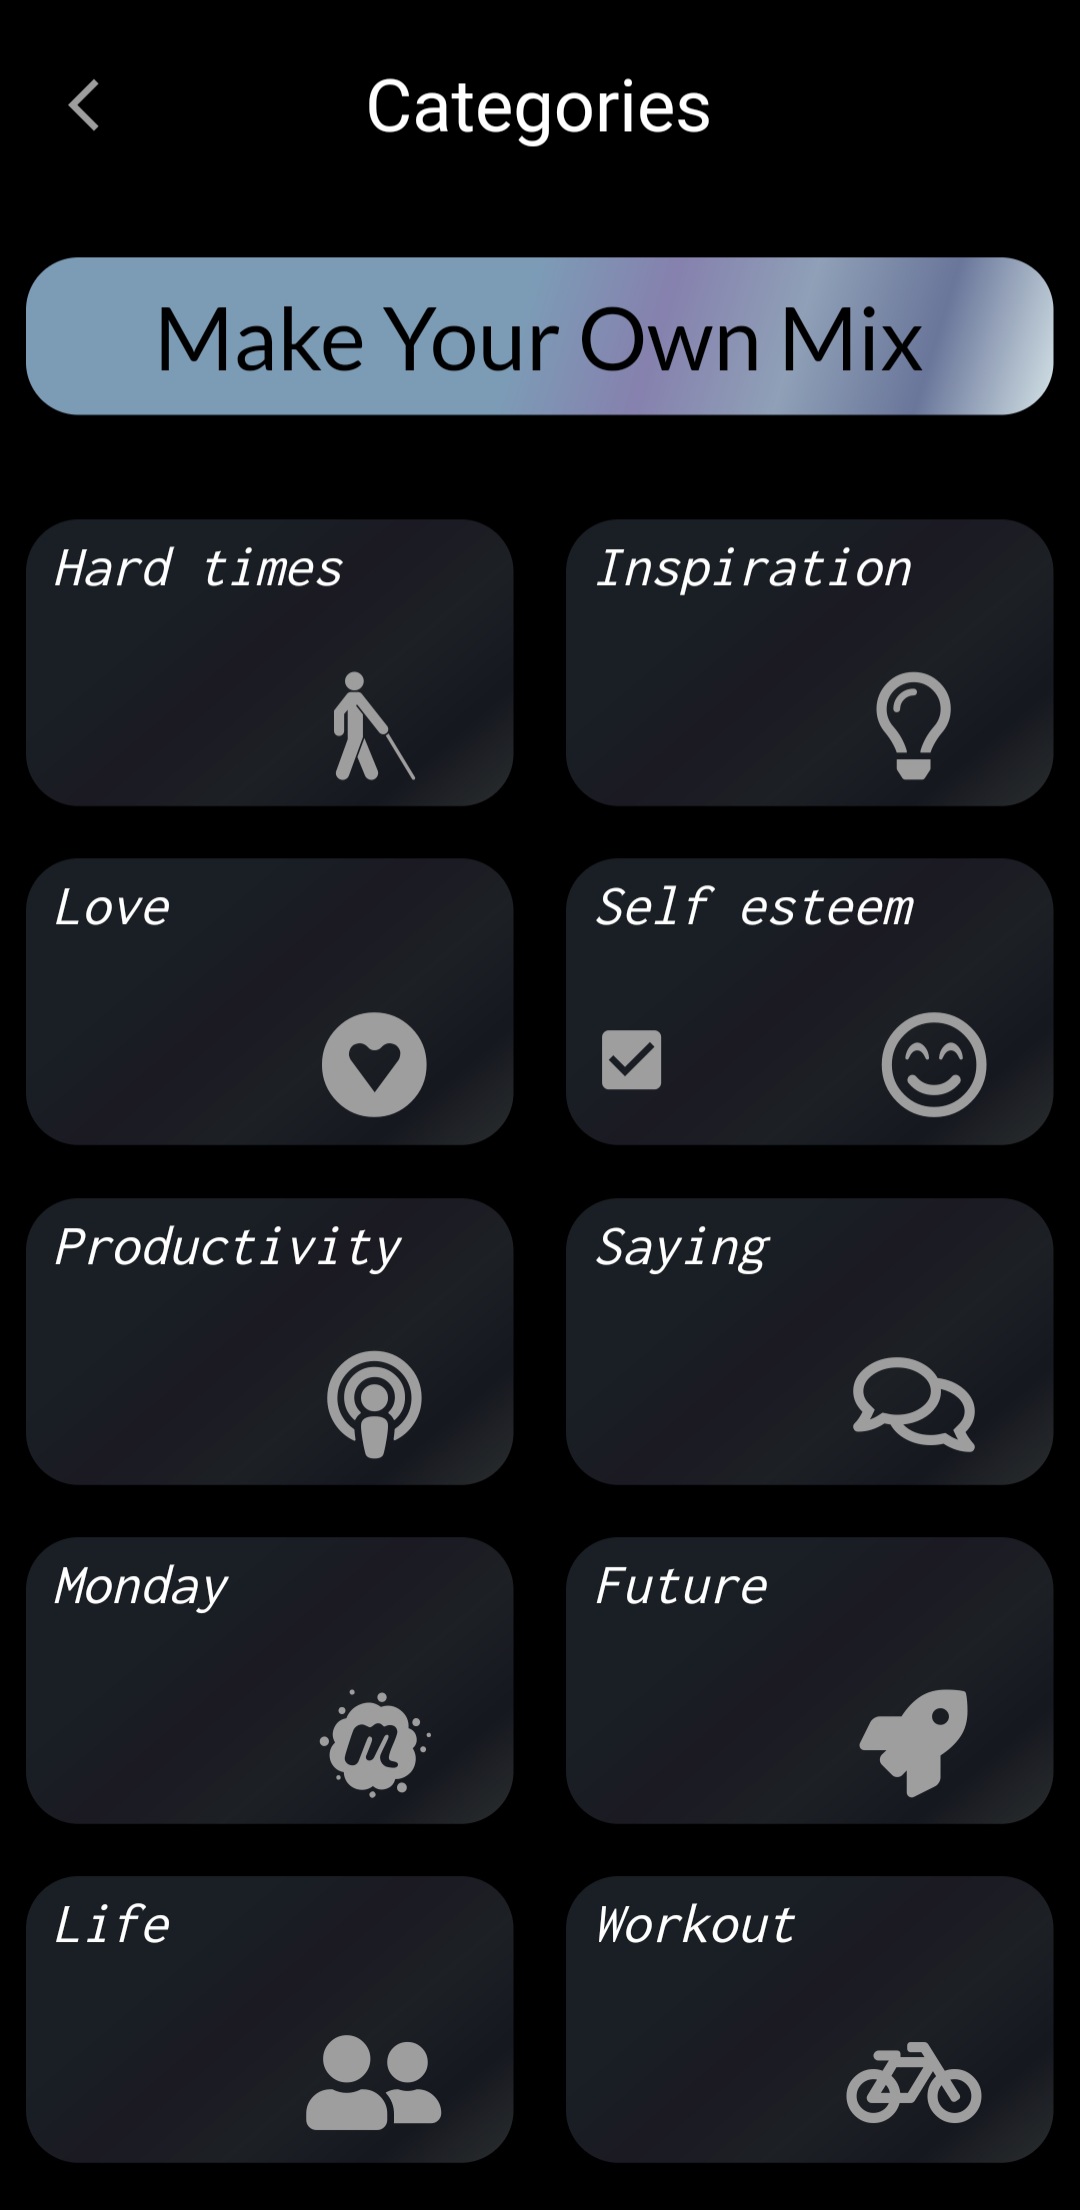 Categories
Make Your Own Mix
Hard times
Inspiration
Love
Self esteem
Productivity
Saying
Monday
m
Future
Life
Workout